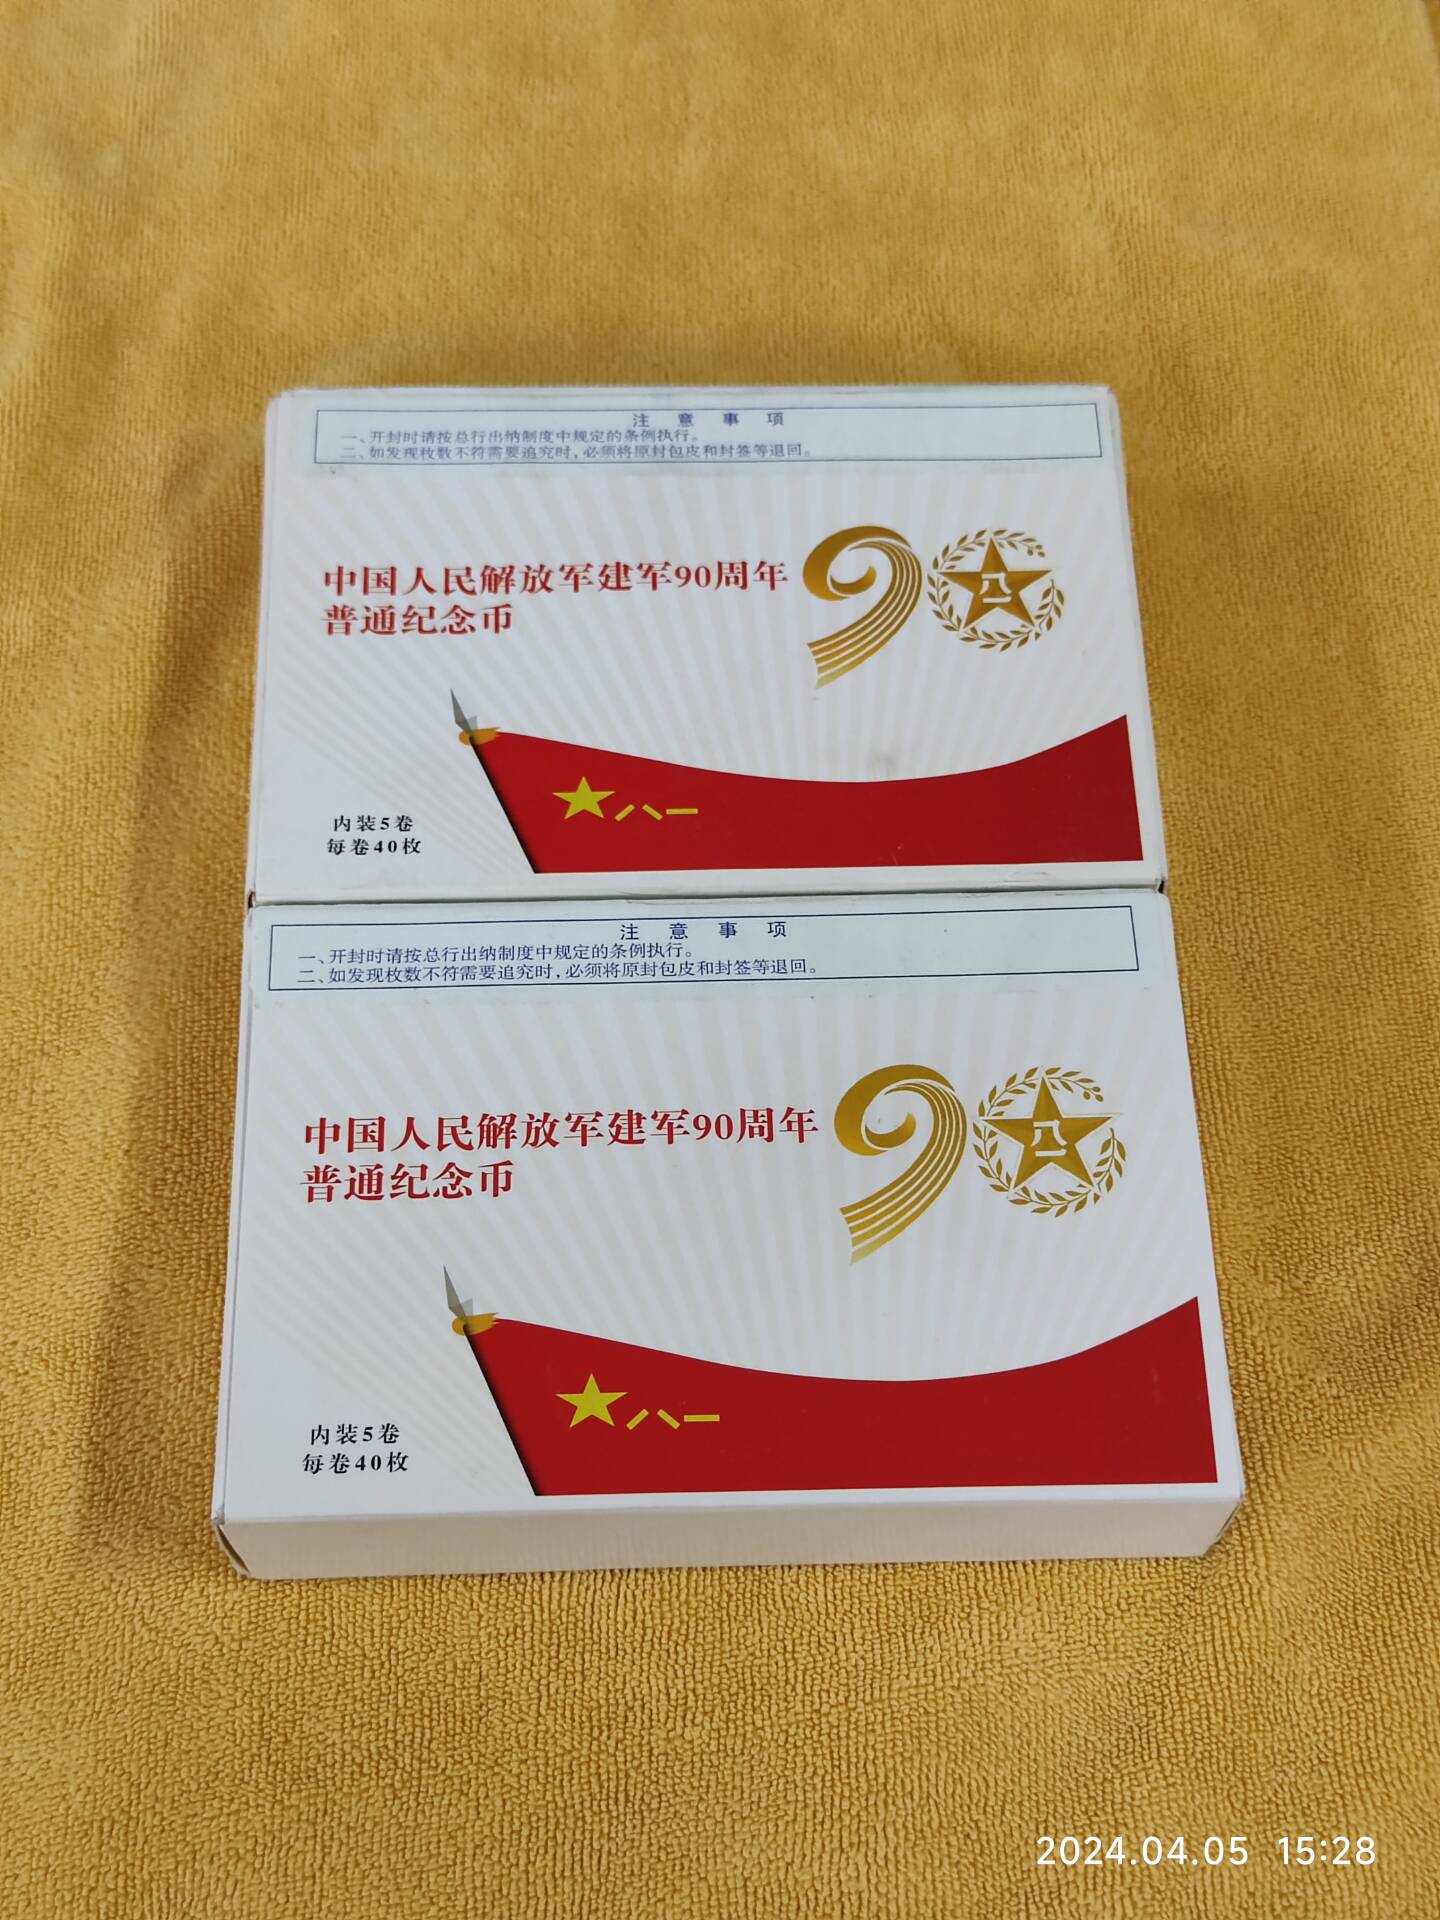 注意事项
一、开封时请按总行出纳制度中规定的条例执行。
二、如发现枚数不符需要追究时,必须将原封包皮和封签等退回。
中国人民解放军建军90周年
普通纪念币
90
八一
八一
内装5卷
每卷40枚
注意事项
一、开封时请按总行出纳制度中规定的条例执行。
二、如发现枚数不符需要追究时,必须将原封包皮和封签等退回。
中国人民解放军建军90周年
普通纪念币
90
八一
八一
内装5卷
每卷40枚
2024.04.05 15:28